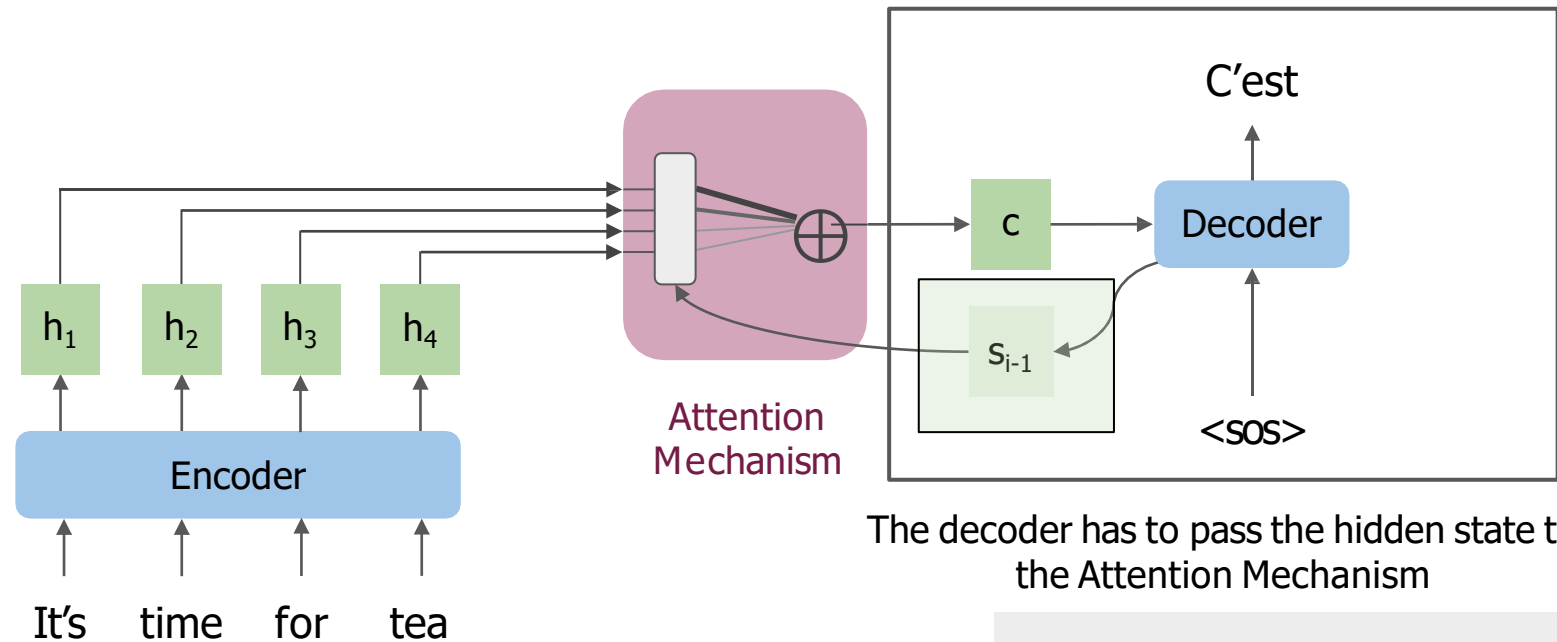 C'est
Decoder
c
h₁ h₂ h₃ h₄
sᵢ₋₁
Attention
Mechanism
<sos>
Encoder
The decoder has to pass the hidden state t
the Attention Mechanism
It's time for tea